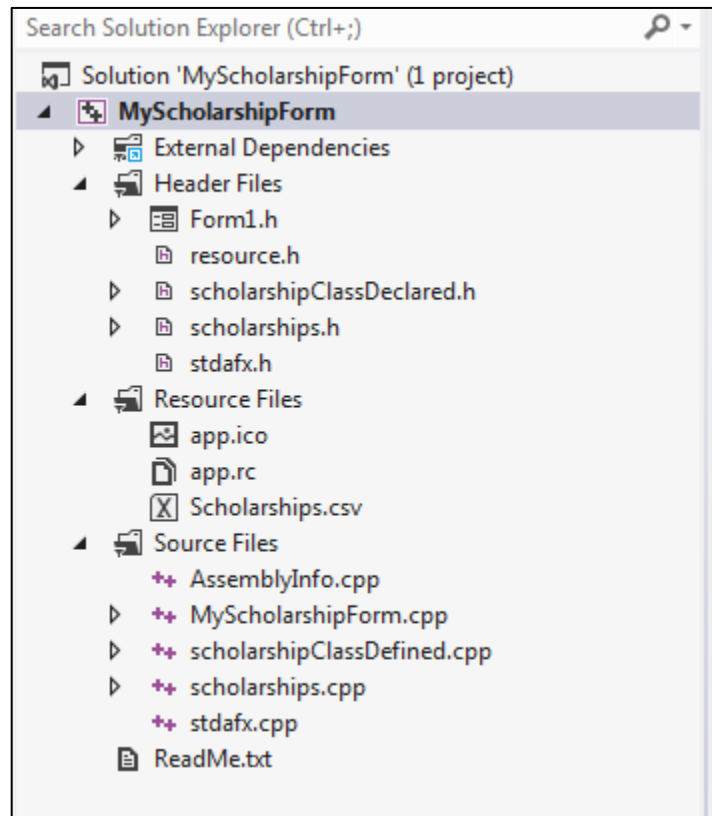 Search Solution Explorer (Ctrl+;)
Solution 'MyScholarshipForm' (1 project)
MyScholarshipForm
External Dependencies
Header Files
Form1.h
resource.h
scholarshipClassDeclared.h
scholarships.h
stdafx.h
Resource Files
app.ico
app.rc
Scholarships.csv
Source Files
AssemblyInfo.cpp
MyScholarshipForm.cpp
scholarshipClassDefined.cpp
scholarships.cpp
stdafx.cpp
ReadMe.txt